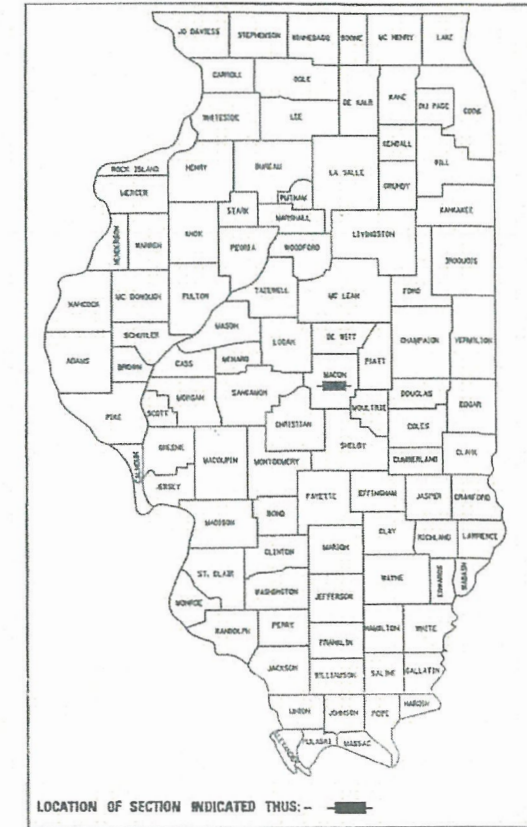 JO DAVIESS STEPHENSON WINNEBAGO BOONE MC HENRY LAKE
CARROLL OGLE
DE KALB KANE
DU PAGE COOK
WHITESIDE LEE
KENDALL
ROCK ISLAND HENRY BUREAU LA SALLE GRUNDY WILL
MERCER PUTNAM
STARK MARSHALL KANKAKEE
HENDERSON WARREN KNOX PEORIA WOODFORD LIVINGSTON
IROQUOIS
HANCOCK MC DONOUGH FULTON TAZEWELL MC LEAN FORD
MASON
SCHUYLER LOGAN DE WITT CHAMPAIGN VERMILION
ADAMS BROWN CASS MENARD PIATT
MACON
MORGAN SANGAMON DOUGLAS
PIKE SCOTT MOULTRIE EDGAR
CHRISTIAN COLES
GREENE MACOUPIN SHELBY
CALHOUN MONTGOMERY CUMBERLAND CLARK
JERSEY
FAYETTE EFFINGHAM JASPER CRAWFORD
MADISON BOND
CLAY RICHLAND LAWRENCE
CLINTON MARION
ST. CLAIR WAYNE EDWARDS WABASH
WASHINGTON JEFFERSON
MONROE
RANDOLPH PERRY HAMILTON WHITE
FRANKLIN
JACKSON WILLIAMSON SALINE GALLATIN
UNION JOHNSON POPE HARDIN
ALEXANDER PULASKI MASSAC
LOCATION OF SECTION INDICATED THUS: -